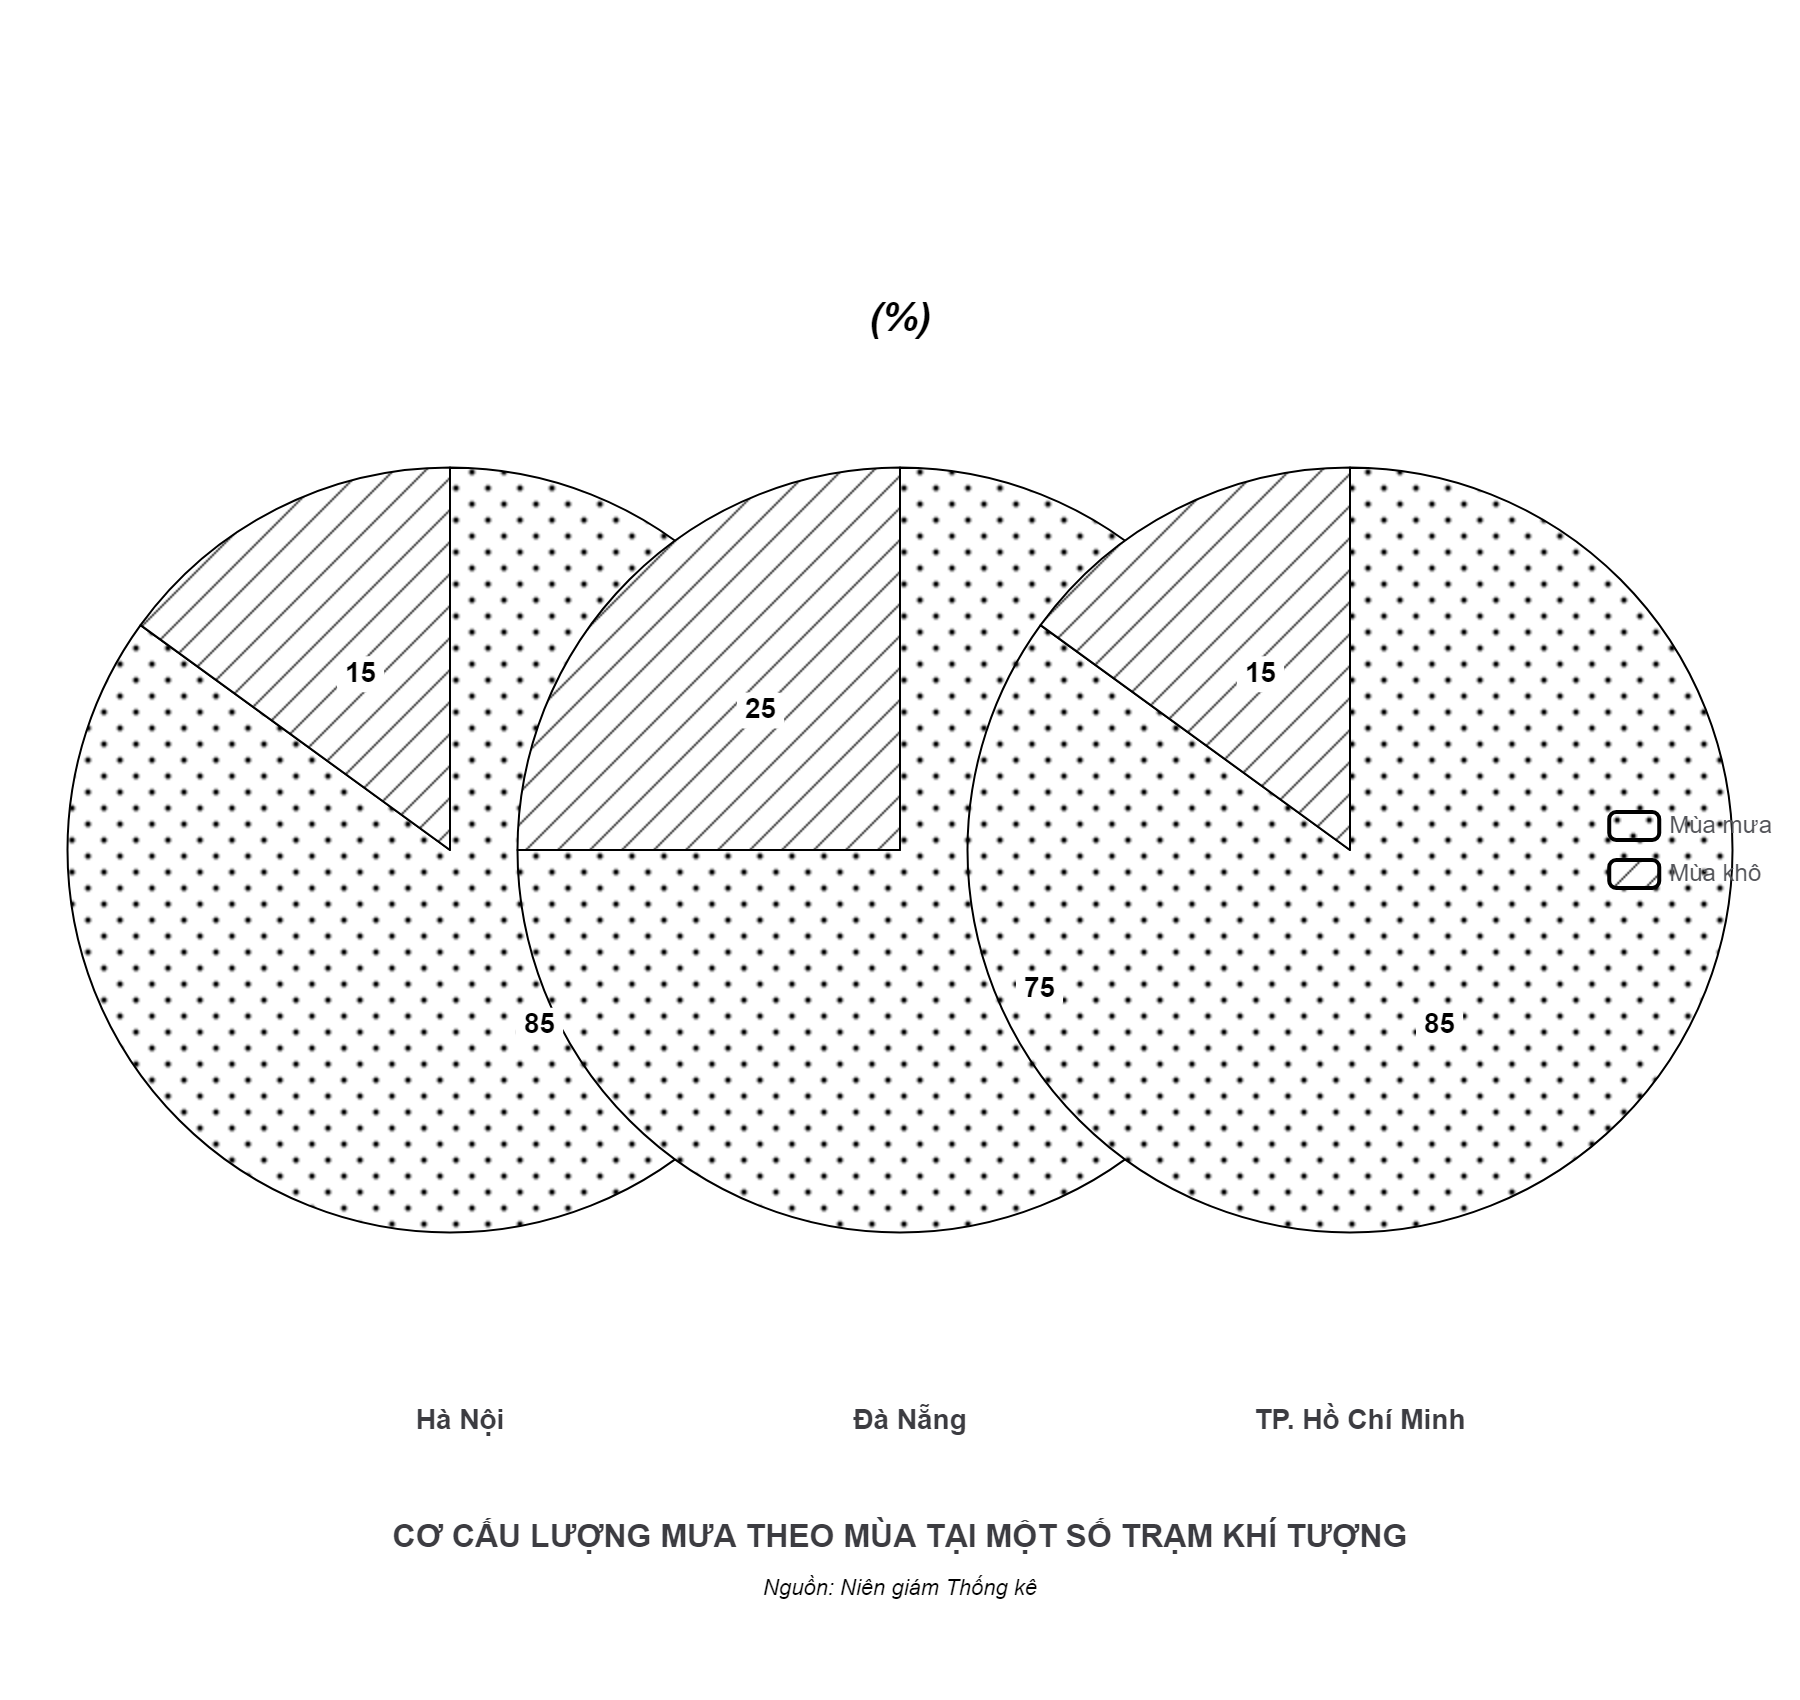 (%)
15
25
15
Mùa mưa
Mùa khô
75
85
85
Hà Nội
Đà Nẵng
TP. Hồ Chí Minh
CƠ CẤU LƯỢNG MƯA THEO MÙA TẠI MỘT SỐ TRẠM KHÍ TƯỢNG
Nguồn: Niên giám Thống kê